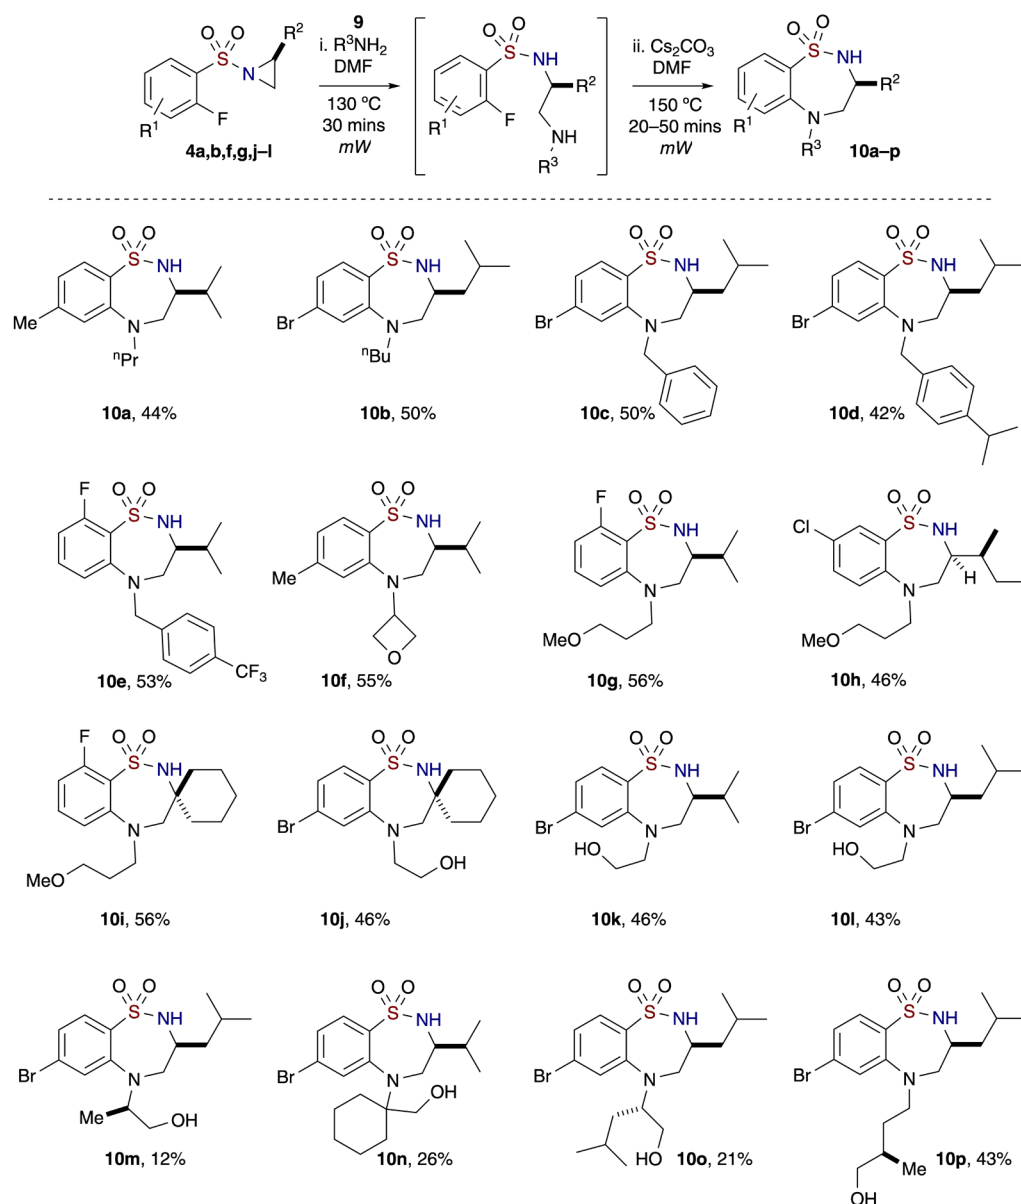 O O
S
N
R²
F
R¹
4a,b,f,g,j–l
9
i. R³NH₂
DMF
130 ºC
30 mins
mW
O O
S
NH
R²
F
R¹
NH
R³
ii. Cs₂CO₃
DMF
150 ºC
20–50 mins
mW
O O
S
NH
R²
R¹
N
R³
10a–p
O O
S
NH
Me
N
ⁿPr
10a, 44%
O O
S
NH
Br
N
ⁿBu
10b, 50%
O O
S
NH
Br
N
10c, 50%
O O
S
NH
Br
N
10d, 42%
F
O O
S
NH
N
CF₃
10e, 53%
O O
S
NH
Me
N
O
10f, 55%
F
O O
S
NH
N
MeO
10g, 56%
O O
Cl
S
NH
H
N
MeO
10h, 46%
F
O O
S
NH
N
MeO
10i, 56%
O O
S
NH
Br
N
OH
10j, 46%
O O
S
NH
Br
N
HO
10k, 46%
O O
S
NH
Br
N
HO
10l, 43%
O O
S
NH
Br
N
Me
OH
10m, 12%
O O
S
NH
Br
N
OH
10n, 26%
O O
S
NH
Br
N
HO
10o, 21%
O O
S
NH
Br
N
Me
OH
10p, 43%